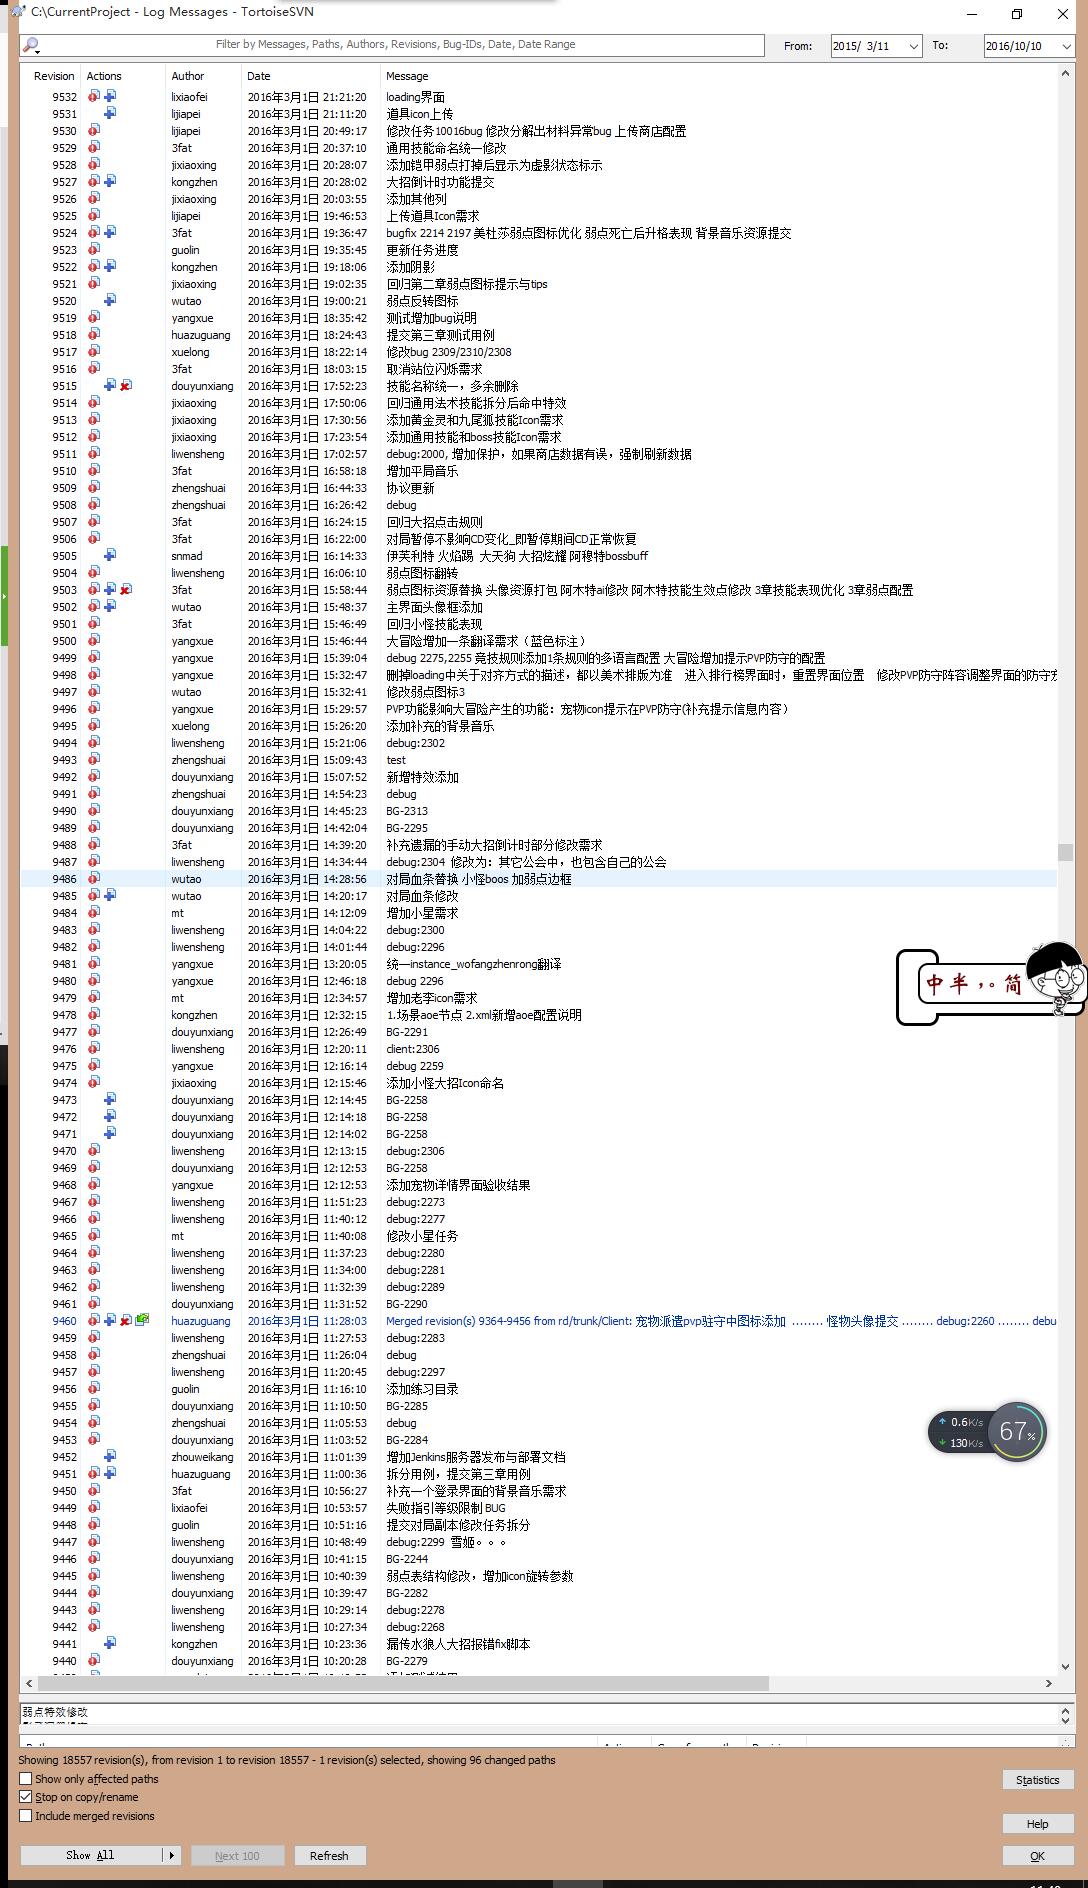 C:\CurrentProject - Log Messages - TortoiseSVN
Filter by Messages, Paths, Authors, Revisions, Bug-IDs, Date, Date Range From: 2015/ 3/11 To: 2016/10/10
Revision Actions Author Date Message
9532 lixiaofei 2016年3月1日 21:21:20 loading界面
9531 lijiapei 2016年3月1日 21:11:20 道具icon上传
9530 lijiapei 2016年3月1日 20:49:17 修改任务10016bug 修改分解出材料异常bug 上传商店配置
9529 3fat 2016年3月1日 20:37:10 通用技能命名统一修改
9528 jixiaoxing 2016年3月1日 20:28:07 添加铠甲弱点打掉后显示为虚影状态标示
9527 kongzhen 2016年3月1日 20:28:02 大招倒计时功能提交
9526 jixiaoxing 2016年3月1日 20:03:55 添加其他列
9525 lijiapei 2016年3月1日 19:46:53 上传道具Icon需求
9524 3fat 2016年3月1日 19:36:47 bugfix 2214 2197 美杜莎弱点图标优化 弱点死亡后升格表现 背景音乐资源提交
9523 guolin 2016年3月1日 19:35:45 更新任务进度
9522 kongzhen 2016年3月1日 19:18:06 添加阴影
9521 jixiaoxing 2016年3月1日 19:02:35 回归第二章弱点图标提示与tips
9520 wutao 2016年3月1日 19:00:21 弱点反转图标
9519 yangxue 2016年3月1日 18:35:42 测试增加bug说明
9518 huazuguang 2016年3月1日 18:24:43 提交第三章测试用例
9517 xuelong 2016年3月1日 18:22:14 修改bug 2309/2310/2308
9516 3fat 2016年3月1日 18:03:15 取消站位闪烁需求
9515 douyunxiang 2016年3月1日 17:52:23 技能名称统一，多余删除
9514 jixiaoxing 2016年3月1日 17:50:06 回归通用法术技能拆分后命中特效
9513 jixiaoxing 2016年3月1日 17:30:56 添加黄金灵和九尾狐技能Icon需求
9512 jixiaoxing 2016年3月1日 17:23:54 添加通用技能和boss技能Icon需求
9511 liwensheng 2016年3月1日 17:02:57 debug:2000, 增加保护，如果商店数据有误，强制刷新数据
9510 3fat 2016年3月1日 16:58:18 增加平局音乐
9509 zhengshuai 2016年3月1日 16:44:33 协议更新
9508 zhengshuai 2016年3月1日 16:26:42 debug
9507 3fat 2016年3月1日 16:24:15 回归大招点击规则
9506 3fat 2016年3月1日 16:22:00 对局暂停不影响CD变化_即暂停期间CD正常恢复
9505 snmad 2016年3月1日 16:14:33 伊芙利特 火焰踢 大天狗 大招炫耀 阿穆特bossbuff
9504 liwensheng 2016年3月1日 16:06:10 弱点图标翻转
9503 3fat 2016年3月1日 15:58:44 弱点图标资源替换 头像资源打包 阿木特ai修改 阿木特技能生效点修改 3章技能表现优化 3章弱点配置
9502 wutao 2016年3月1日 15:48:37 主界面头像框添加
9501 3fat 2016年3月1日 15:46:49 回归小怪技能表现
9500 yangxue 2016年3月1日 15:46:44 大冒险增加一条翻译需求（蓝色标注）
9499 yangxue 2016年3月1日 15:39:04 debug 2275,2255 竞技规则添加1条规则的多语言配置 大冒险增加提示PVP防守的配置
9498 yangxue 2016年3月1日 15:32:47 删掉loading中关于对齐方式的描述，都以美术排版为准 进入排行榜界面时，重置界面位置 修改PVP防守阵容调整界面的防守
9497 wutao 2016年3月1日 15:32:41 修改弱点图标3
9496 yangxue 2016年3月1日 15:29:57 PVP功能影响大冒险产生的功能：宠物icon提示在PVP防守(补充提示信息内容）
9495 xuelong 2016年3月1日 15:26:20 添加补充的背景音乐
9494 liwensheng 2016年3月1日 15:21:06 debug:2302
9493 zhengshuai 2016年3月1日 15:09:43 test
9492 douyunxiang 2016年3月1日 15:07:52 新增特效添加
9491 zhengshuai 2016年3月1日 14:54:23 debug
9490 douyunxiang 2016年3月1日 14:45:23 BG-2313
9489 douyunxiang 2016年3月1日 14:42:04 BG-2295
9488 3fat 2016年3月1日 14:39:20 补充遗漏的手动大招倒计时部分修改需求
9487 liwensheng 2016年3月1日 14:34:44 debug:2304 修改为：其它公会中，也包含自己的公会
9486 wutao 2016年3月1日 14:28:56 对局血条替换 小怪boos 加弱点边框
9485 wutao 2016年3月1日 14:20:17 对局血条修改
9484 mt 2016年3月1日 14:12:09 增加小星需求
9483 liwensheng 2016年3月1日 14:04:22 debug:2300
9482 liwensheng 2016年3月1日 14:01:44 debug:2296
9481 yangxue 2016年3月1日 13:20:05 统一instance_wofangzhenrong翻译
9480 yangxue 2016年3月1日 12:46:18 debug 2296
9479 mt 2016年3月1日 12:34:57 增加老李icon需求
9478 kongzhen 2016年3月1日 12:32:15 1.场景aoe节点 2.xml新增aoe配置说明
9477 douyunxiang 2016年3月1日 12:26:49 BG-2291
9476 liwensheng 2016年3月1日 12:20:11 client:2306
9475 yangxue 2016年3月1日 12:16:14 debug 2259
9474 jixiaoxing 2016年3月1日 12:15:46 添加小怪大招Icon命名
9473 douyunxiang 2016年3月1日 12:14:45 BG-2258
9472 douyunxiang 2016年3月1日 12:14:18 BG-2258
9471 douyunxiang 2016年3月1日 12:14:02 BG-2258
9470 liwensheng 2016年3月1日 12:13:15 debug:2306
9469 douyunxiang 2016年3月1日 12:12:53 BG-2258
9468 yangxue 2016年3月1日 12:12:53 添加宠物详情界面验收结果
9467 liwensheng 2016年3月1日 11:51:23 debug:2273
9466 liwensheng 2016年3月1日 11:40:12 debug:2277
9465 mt 2016年3月1日 11:40:08 修改小星任务
9464 liwensheng 2016年3月1日 11:37:23 debug:2280
9463 liwensheng 2016年3月1日 11:34:00 debug:2281
9462 liwensheng 2016年3月1日 11:32:39 debug:2289
9461 douyunxiang 2016年3月1日 11:31:52 BG-2290
9460 huazuguang 2016年3月1日 11:28:03 Merged revision(s) 9364-9456 from rd/trunk/Client: 宠物派遣pvp驻守中图标添加 ........ 怪物头像提交 ........ debug:2260 ........ debu
9459 liwensheng 2016年3月1日 11:27:53 debug:2283
9458 zhengshuai 2016年3月1日 11:26:04 debug
9457 liwensheng 2016年3月1日 11:20:45 debug:2297
9456 guolin 2016年3月1日 11:16:10 添加练习目录
9455 douyunxiang 2016年3月1日 11:10:50 BG-2285
9454 zhengshuai 2016年3月1日 11:05:53 debug
9453 douyunxiang 2016年3月1日 11:03:52 BG-2284
9452 zhouweikang 2016年3月1日 11:01:39 增加Jenkins服务器发布与部署文档
9451 huazuguang 2016年3月1日 11:00:36 拆分用例，提交第三章用例
9450 3fat 2016年3月1日 10:56:27 补充一个登录界面的背景音乐需求
9449 lixiaofei 2016年3月1日 10:53:57 失败指引等级限制 BUG
9448 guolin 2016年3月1日 10:51:16 提交对局副本修改任务拆分
9447 liwensheng 2016年3月1日 10:48:49 debug:2299 雪姬。。。
9446 douyunxiang 2016年3月1日 10:41:15 BG-2244
9445 liwensheng 2016年3月1日 10:40:39 弱点表结构修改，增加icon旋转参数
9444 douyunxiang 2016年3月1日 10:39:47 BG-2282
9443 liwensheng 2016年3月1日 10:29:14 debug:2278
9442 liwensheng 2016年3月1日 10:27:34 debug:2268
9441 kongzhen 2016年3月1日 10:23:36 漏传水狼人大招报错fix脚本
9440 douyunxiang 2016年3月1日 10:20:28 BG-2279
中半，。简
0.6K/s
130K/s
67%
弱点特效修改
Showing 18557 revision(s), from revision 1 to revision 18557 - 1 revision(s) selected, showing 96 changed paths
Show only affected paths
Stop on copy/rename
Include merged revisions
Statistics
Help
Show All Next 100 Refresh OK